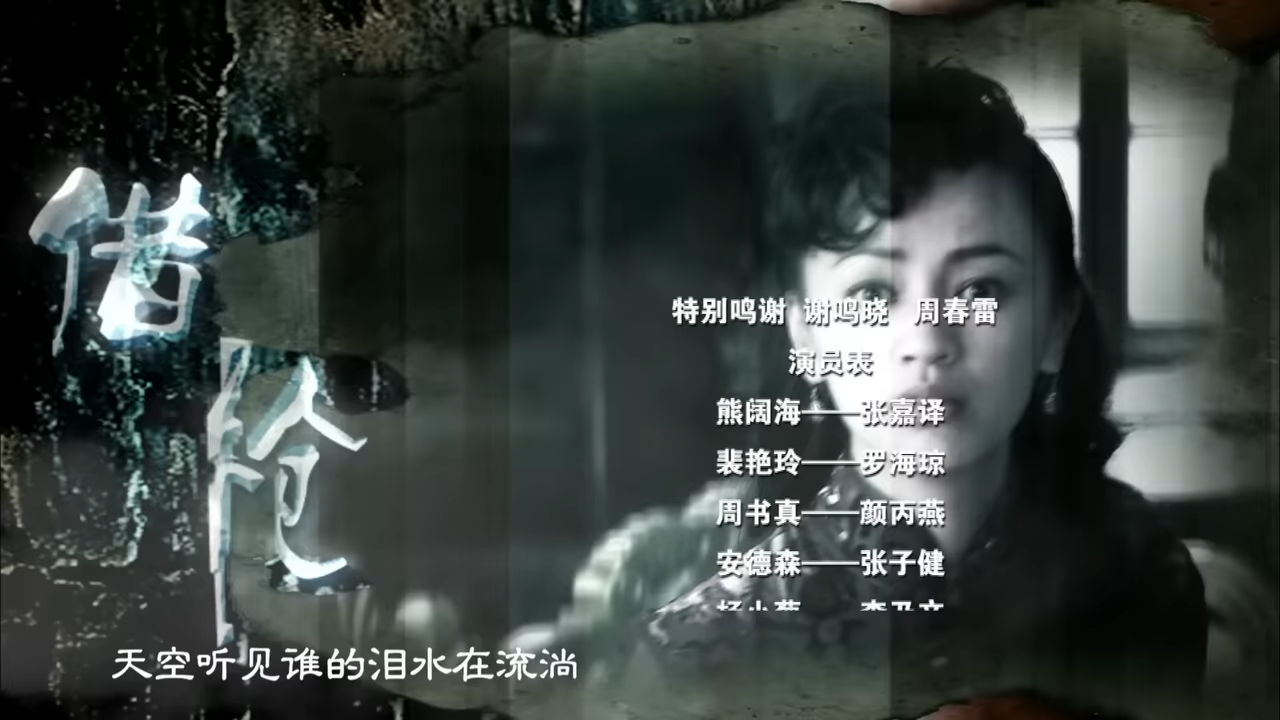 借枪
特别鸣谢 谢鸣晓 周春雷
演员表
熊阔海——张嘉译
裴艳玲——罗海琼
周书真——颜丙燕
安德森——张子健
天空听见谁的泪水在流淌